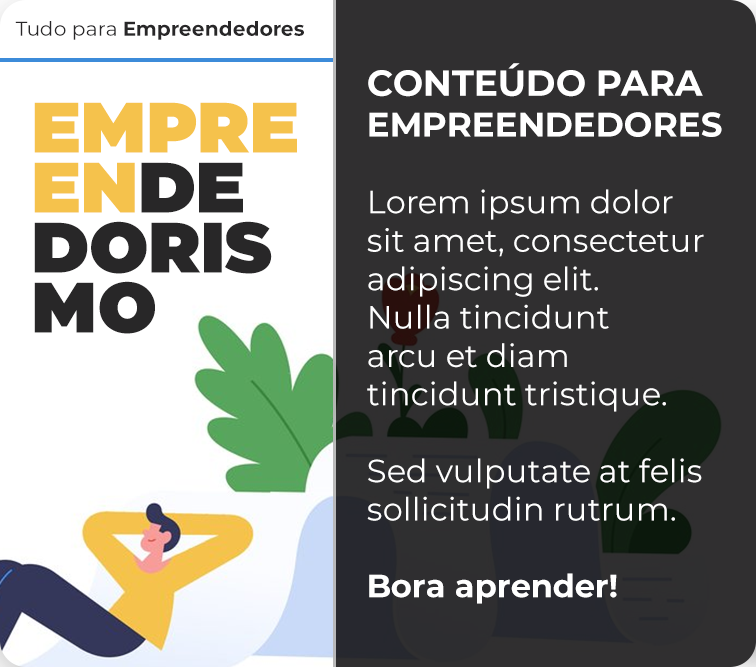 Tudo para Empreendedores
EMPRE
ENDE
DORIS
MO
CONTEÚDO PARA
EMPREENDEDORES
Lorem ipsum dolor
sit amet, consectetur
adipiscing elit.
Nulla tincidunt
arcu et diam
tincidunt tristique.
Sed vulputate at felis
sollicitudin rutrum.
Bora aprender!